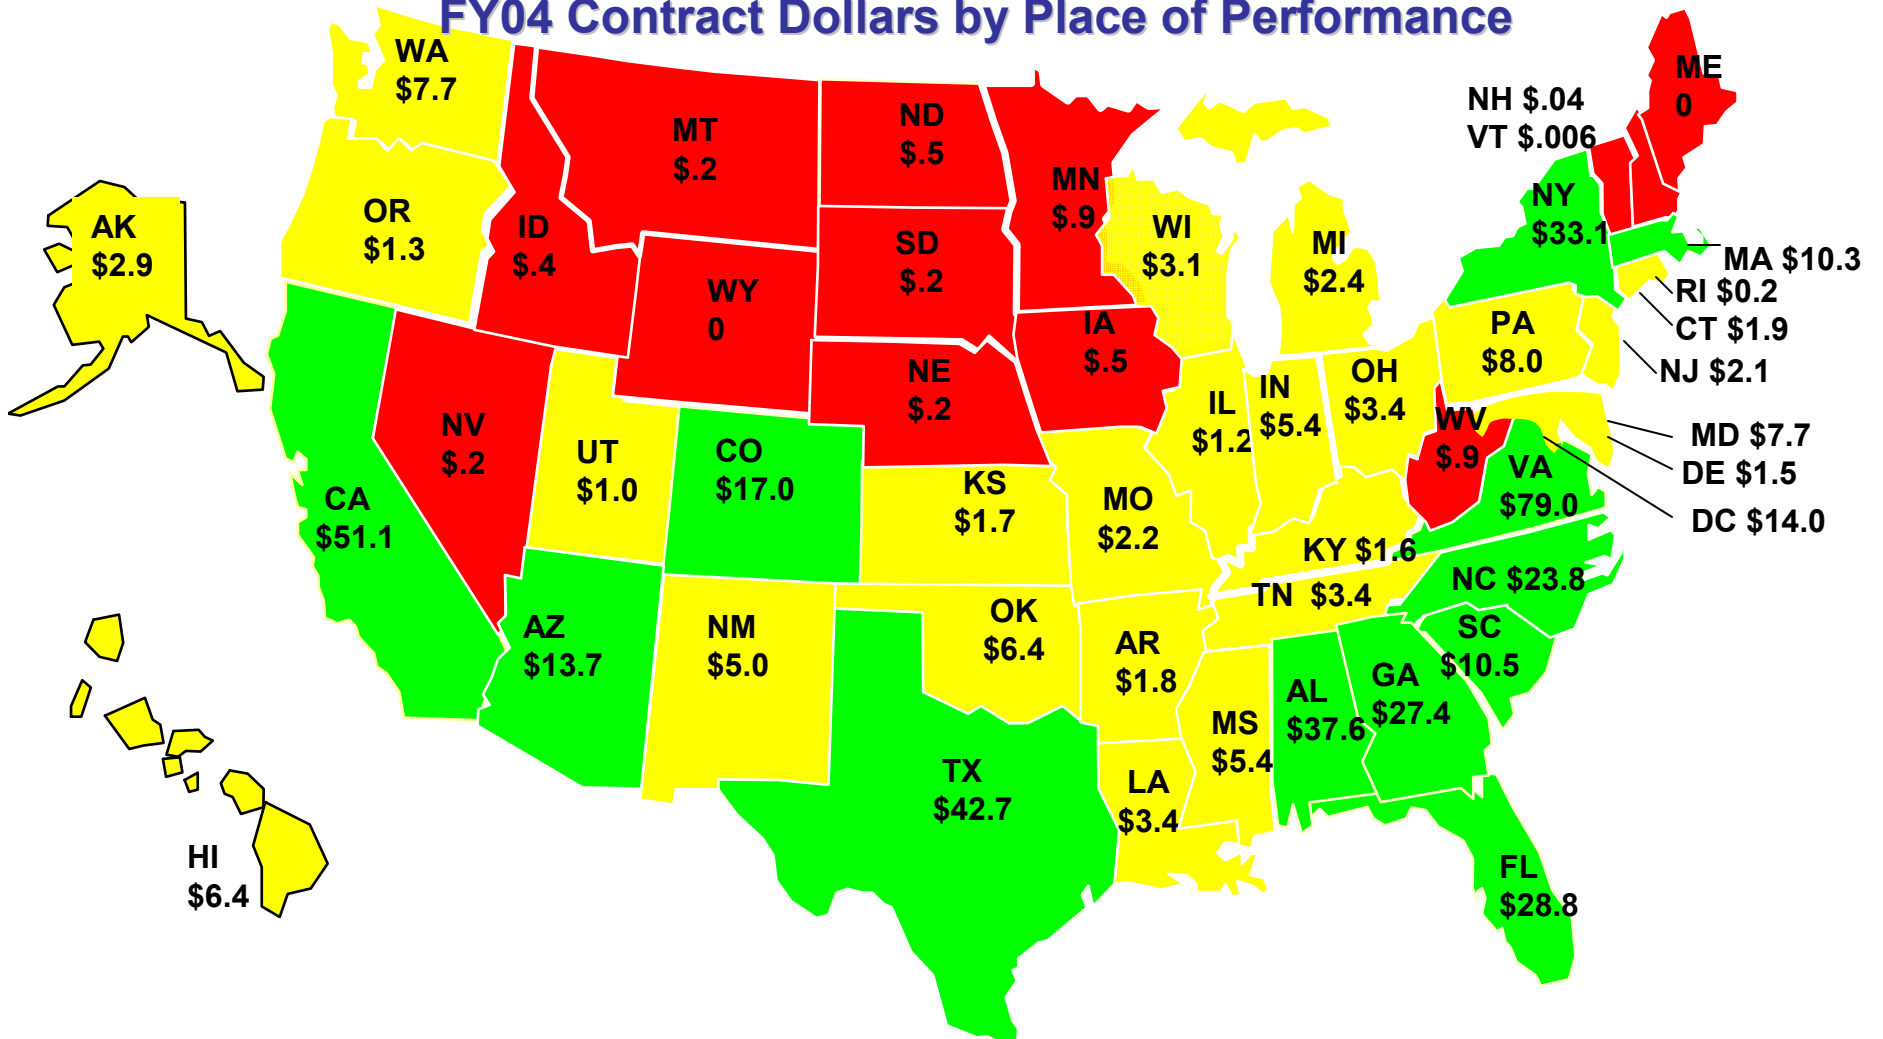 FY04 Contract Dollars by Place of Performance
WA
$7.7
MT
$.2
ND
$.5
MN
$.9
NH $.04
VT $.006
ME
0
AK
$2.9
OR
$1.3
ID
$.4
WY
0
SD
$.2
WI
$3.1
MI
$2.4
NY
$33.1
MA $10.3
RI $0.2
CT $1.9
NJ $2.1
PA
$8.0
NE
$.2
IA
$.5
IL
$1.2
IN
$5.4
OH
$3.4
WV
$.9
MD $7.7
DE $1.5
DC $14.0
VA
$79.0
NV
$.2
UT
$1.0
CO
$17.0
CA
$51.1
KS
$1.7
MO
$2.2
KY $1.6
NC $23.8
TN $3.4
AZ
$13.7
NM
$5.0
OK
$6.4
AR
$1.8
SC
$10.5
AL
$37.6
GA
$27.4
MS
$5.4
TX
$42.7
LA
$3.4
HI
$6.4
FL
$28.8